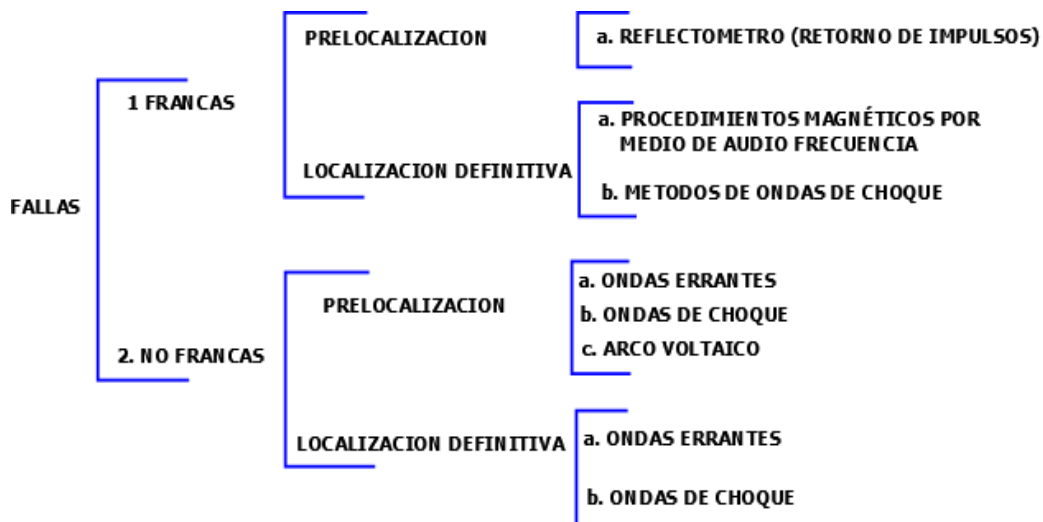 FALLAS
1 FRANCAS
PRELOCALIZACION
a. REFLECTOMETRO (RETORNO DE IMPULSOS)
LOCALIZACION DEFINITIVA
a. PROCEDIMIENTOS MAGNÉTICOS POR
MEDIO DE AUDIO FRECUENCIA
b. METODOS DE ONDAS DE CHOQUE
2. NO FRANCAS
PRELOCALIZACION
a. ONDAS ERRANTES
b. ONDAS DE CHOQUE
c. ARCO VOLTAICO
LOCALIZACION DEFINITIVA
a. ONDAS ERRANTES
b. ONDAS DE CHOQUE